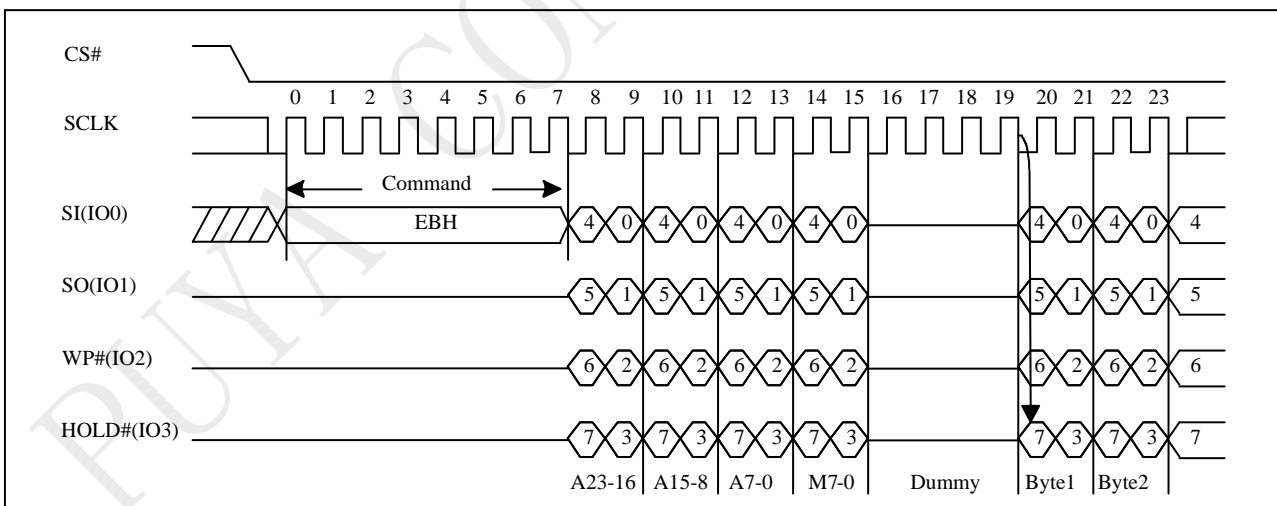 PUYA CON
CS#
0 1 2 3 4 5 6 7 8 9 10 11 12 13 14 15 16 17 18 19 20 21 22 23
SCLK
Command
SI(IO0)
EBH
4 0 4 0 4 0 4 0 4 0 4 0 4
SO(IO1)
5 1 5 1 5 1 5 1 5 1 5 1 5
WP#(IO2)
6 2 6 2 6 2 6 2 6 2 6 2 6
HOLD#(IO3)
7 3 7 3 7 3 7 3 7 3 7 3 7
A23-16 A15-8 A7-0 M7-0 Dummy Byte1 Byte2